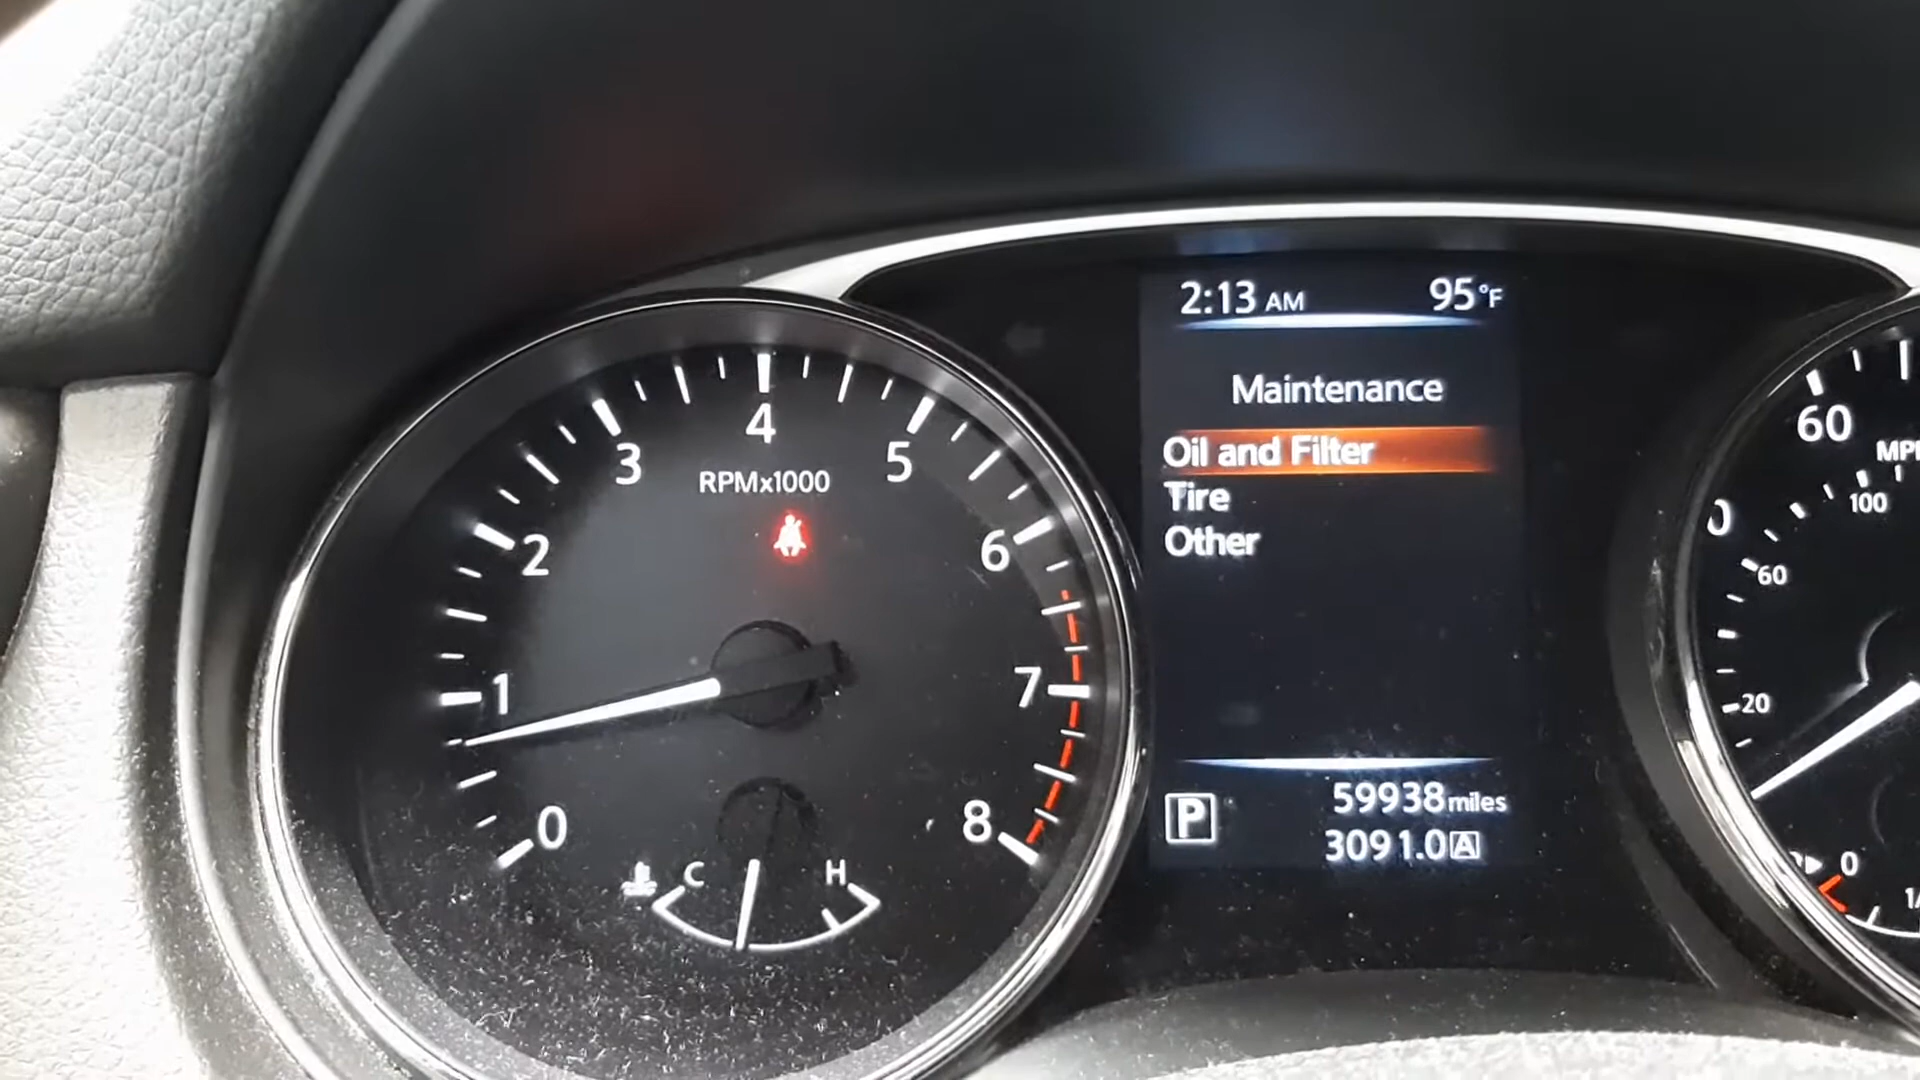 2:13 AM 95°F
Maintenance
Oil and Filter
Tire
Other
P 59938 miles
3091.0 A
0 1 2 3 4 5 6 7 8
RPMx1000
C H
60
100
60
20
0